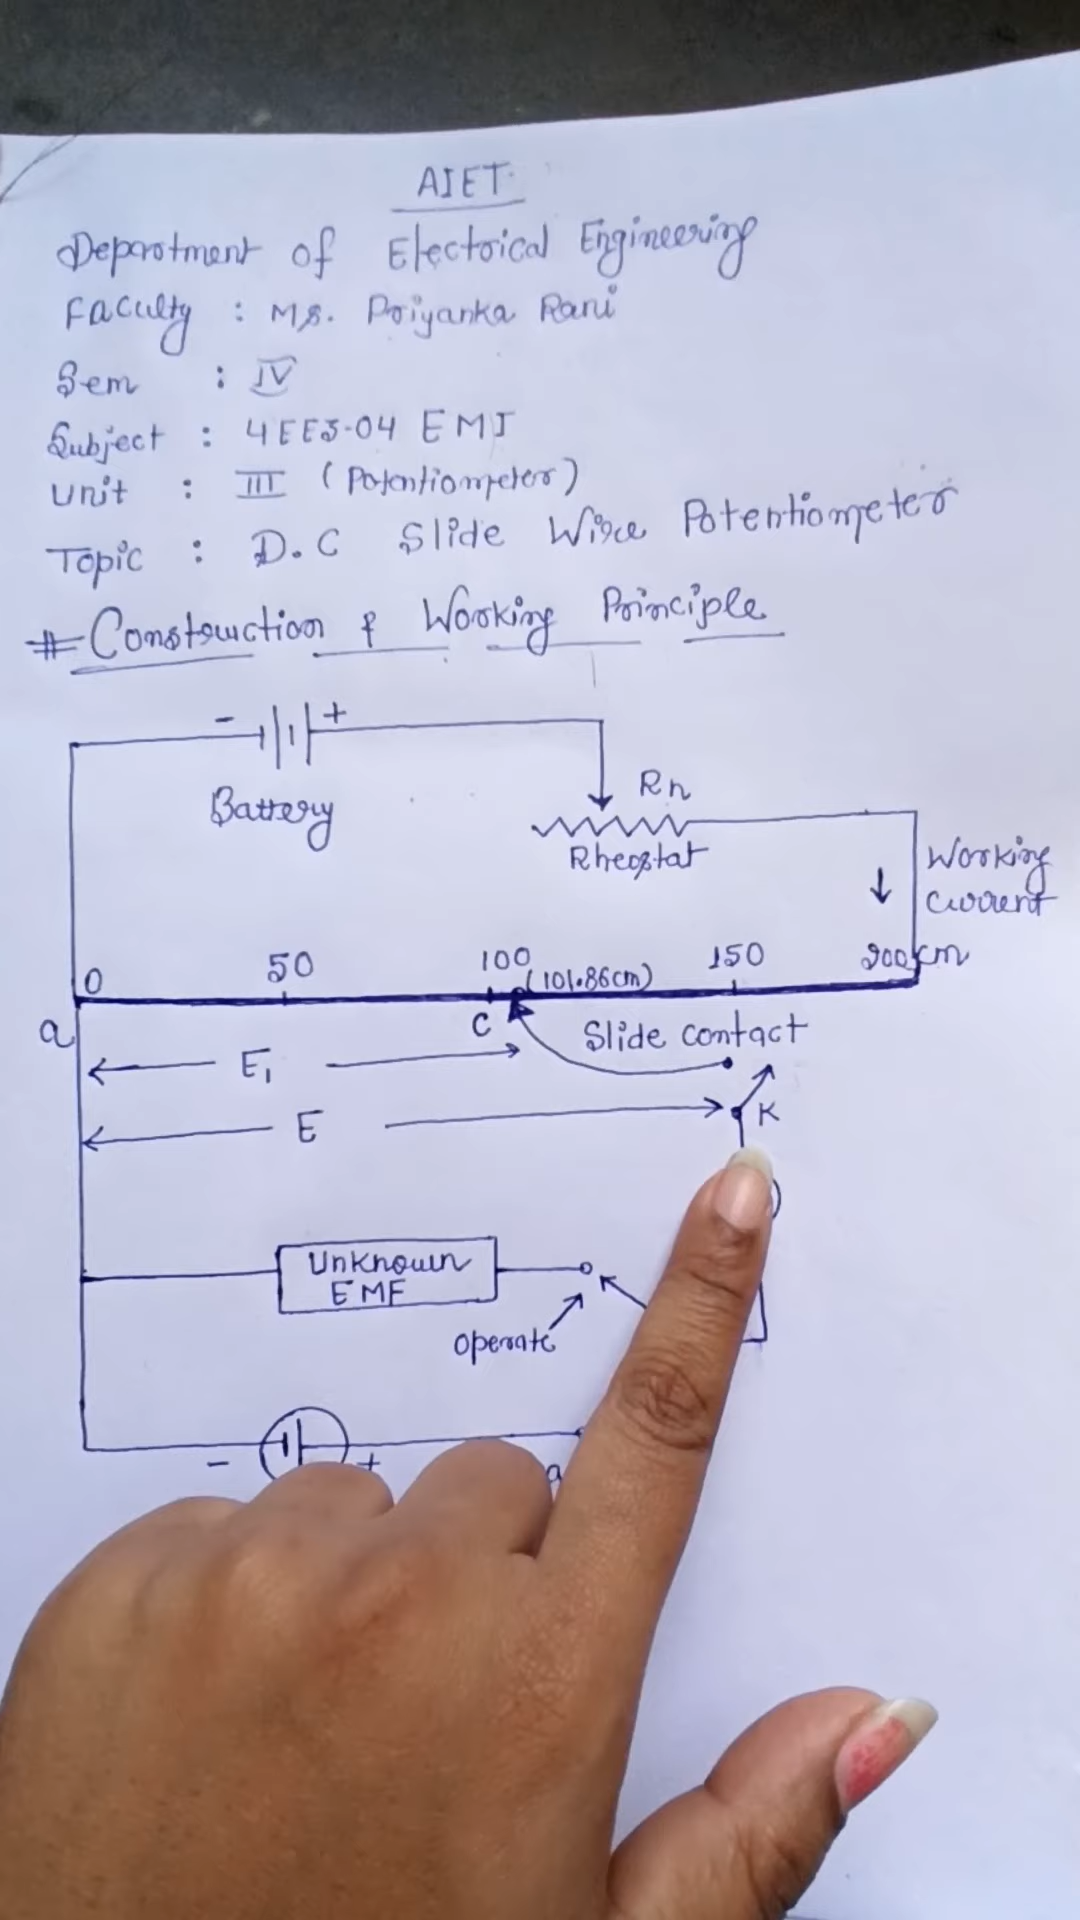 AIET
Department of Electrical Engineering
Faculty : Ms. Priyanka Rani
Sem : IV
Subject : 4EE3-04 EMI
Unit : III (Potentiometer)
Topic : D.C Slide Wire Potentiometer
# Construction & Working Principle
- +
Battery
Rh
Rheostat
Working
Current
0 50 100 (101.86cm) 150 200cm
a
C
Slide contact
E₁
K
E
Unknown
EMF
Operate
- +